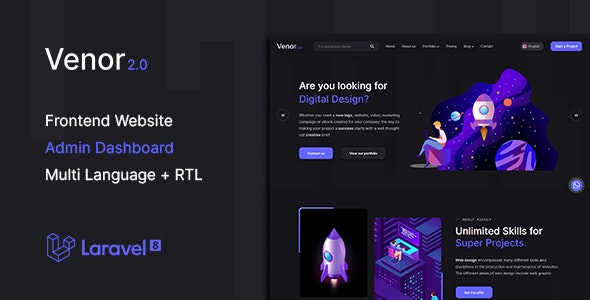 Venor 2.0
Frontend Website
Admin Dashboard
Multi Language + RTL
Laravel 8
Venor 2.0
Home About us Portfolio Pricing Blog Contact
English
Start a Project
Are you looking for
Digital Design?
Whether you need a new logo, website, video, marketing
campaign or ebook created for your company, the key to
making your project a success starts with a well thought
out creative brief.
Contact us
View our portfolio
ABOUT AGENCY
Unlimited Skills for
Super Projects.
Web design encompasses many different skills and
disciplines in the production and maintenance of websites.
The different areas of web design include web graphic
Get the offer